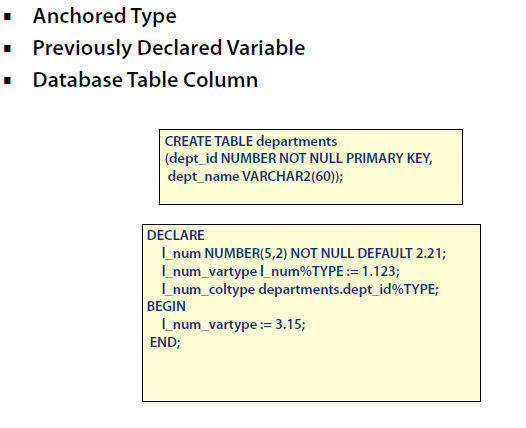 ▪ Anchored Type
▪ Previously Declared Variable
▪ Database Table Column
CREATE TABLE departments
(dept_id NUMBER NOT NULL PRIMARY KEY,
dept_name VARCHAR2(60));
DECLARE
l_num NUMBER(5,2) NOT NULL DEFAULT 2.21;
l_num_vartype l_num%TYPE := 1.123;
l_num_coltype departments.dept_id%TYPE;
BEGIN
l_num_vartype := 3.15;
END;